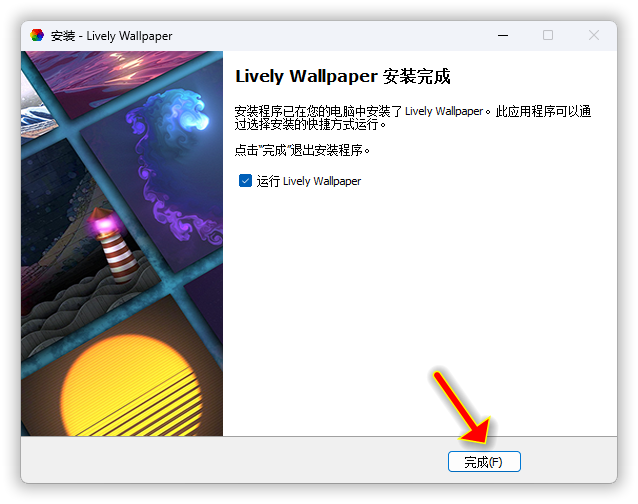 安装 - Lively Wallpaper
Lively Wallpaper 安装完成
安装程序已在您的电脑中安装了 Lively Wallpaper。此应用程序可以通
过选择安装的快捷方式运行。
点击"完成"退出安装程序。
运行 Lively Wallpaper
完成(F)